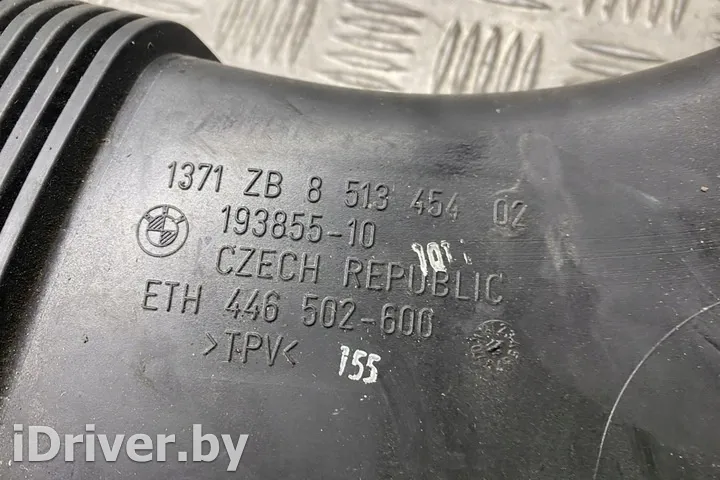 1371 ZB 8 513 454 02
193855-10
CZECH REPUBLIC
ETH 446 502-600
>TPV<
155
iDriver.by